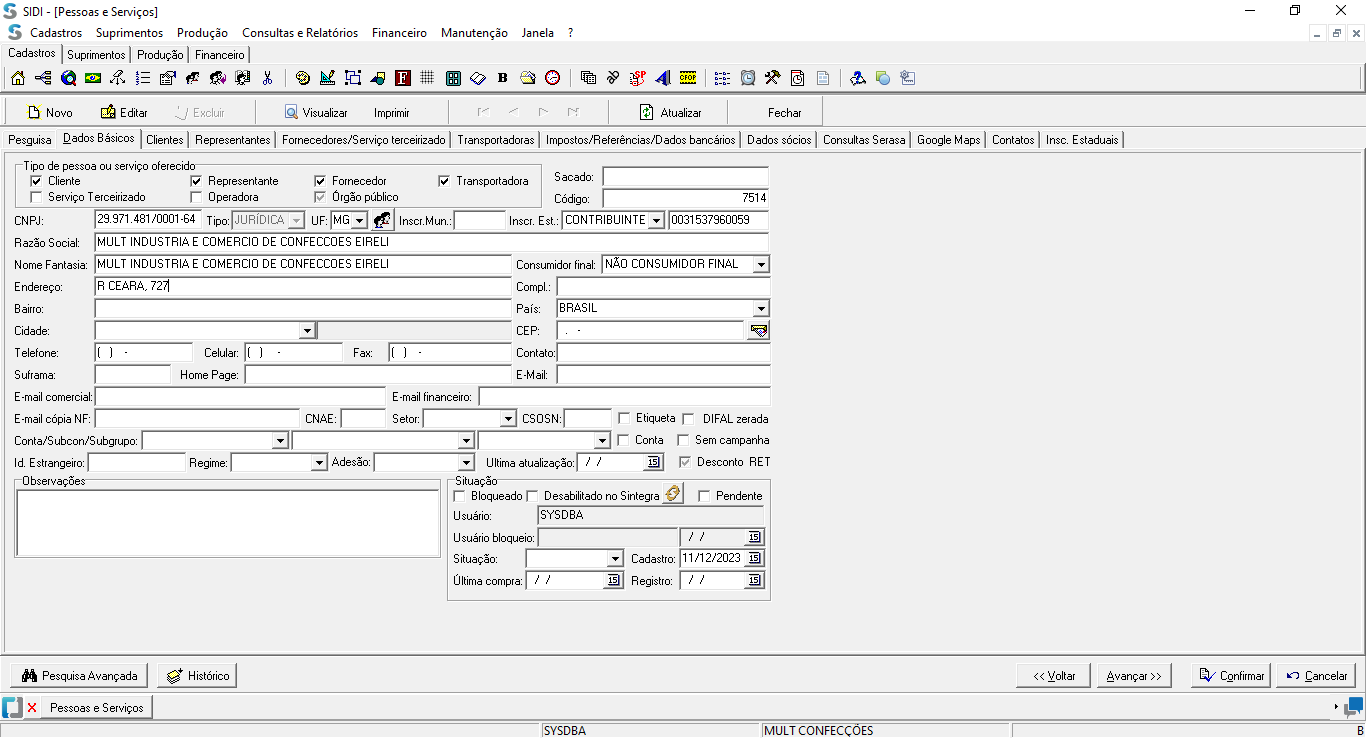 SIDI - [Pessoas e Serviços]
Cadastros Suprimentos Produção Consultas e Relatórios Financeiro Manutenção Janela ?
Cadastros Suprimentos Produção Financeiro
Novo Editar Excluir Visualizar Imprimir Atualizar Fechar
Pesquisa Dados Básicos Clientes Representantes Fornecedores/Serviço terceirizado Transportadoras Impostos/Referências/Dados bancários Dados sócios Consultas Serasa Google Maps Contatos Insc. Estaduais
Tipo de pessoa ou serviço oferecido
Cliente Representante Fornecedor Transportadora Sacado:
Serviço Terceirizado Operadora Órgão público Código: 7514
CNPJ: 29.971.481/0001-64 Tipo: JURÍDICA UF: MG Inscr.Mun.: Inscr. Est.: CONTRIBUINTE 0031537960059
Razão Social: MULT INDUSTRIA E COMERCIO DE CONFECCOES EIRELI
Nome Fantasia: MULT INDUSTRIA E COMERCIO DE CONFECCOES EIRELI Consumidor final: NÃO CONSUMIDOR FINAL
Endereço: R CEARA, 727 Compl.:
Bairro: País: BRASIL
Cidade: CEP: . -
Telefone: ( ) - Celular: ( ) - Fax: ( ) - Contato:
Suframa: Home Page: E-Mail:
E-mail comercial: E-mail financeiro:
E-mail cópia NF: CNAE: Setor: CSOSN: Etiqueta DIFAL zerada
Conta/Subcon/Subgrupo: Conta Sem campanha
Id. Estrangeiro: Regime: Adesão: Ultima atualização: / / 15 Desconto RET
Observações
Situação
Bloqueado Desabilitado no Sintegra Pendente
Usuário: SYSDBA
Usuário bloqueio: / / 15
Situação: Cadastro: 11/12/2023 15
Última compra: / / 15 Registro: / / 15
Pesquisa Avançada Histórico << Voltar Avançar >> Confirmar Cancelar
Pessoas e Serviços
SYSDBA MULT CONFECÇÕES B